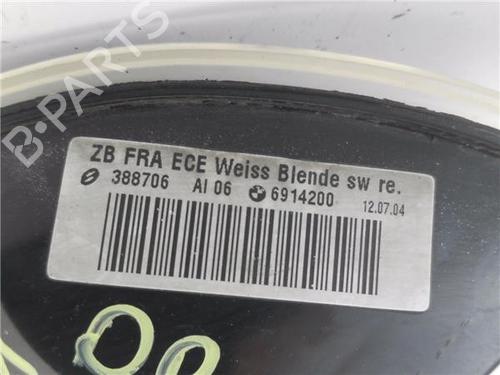 B-PARTS
ZB FRA ECE Weiss Blende sw re.
388706 AI 06 6914200 12.07.04